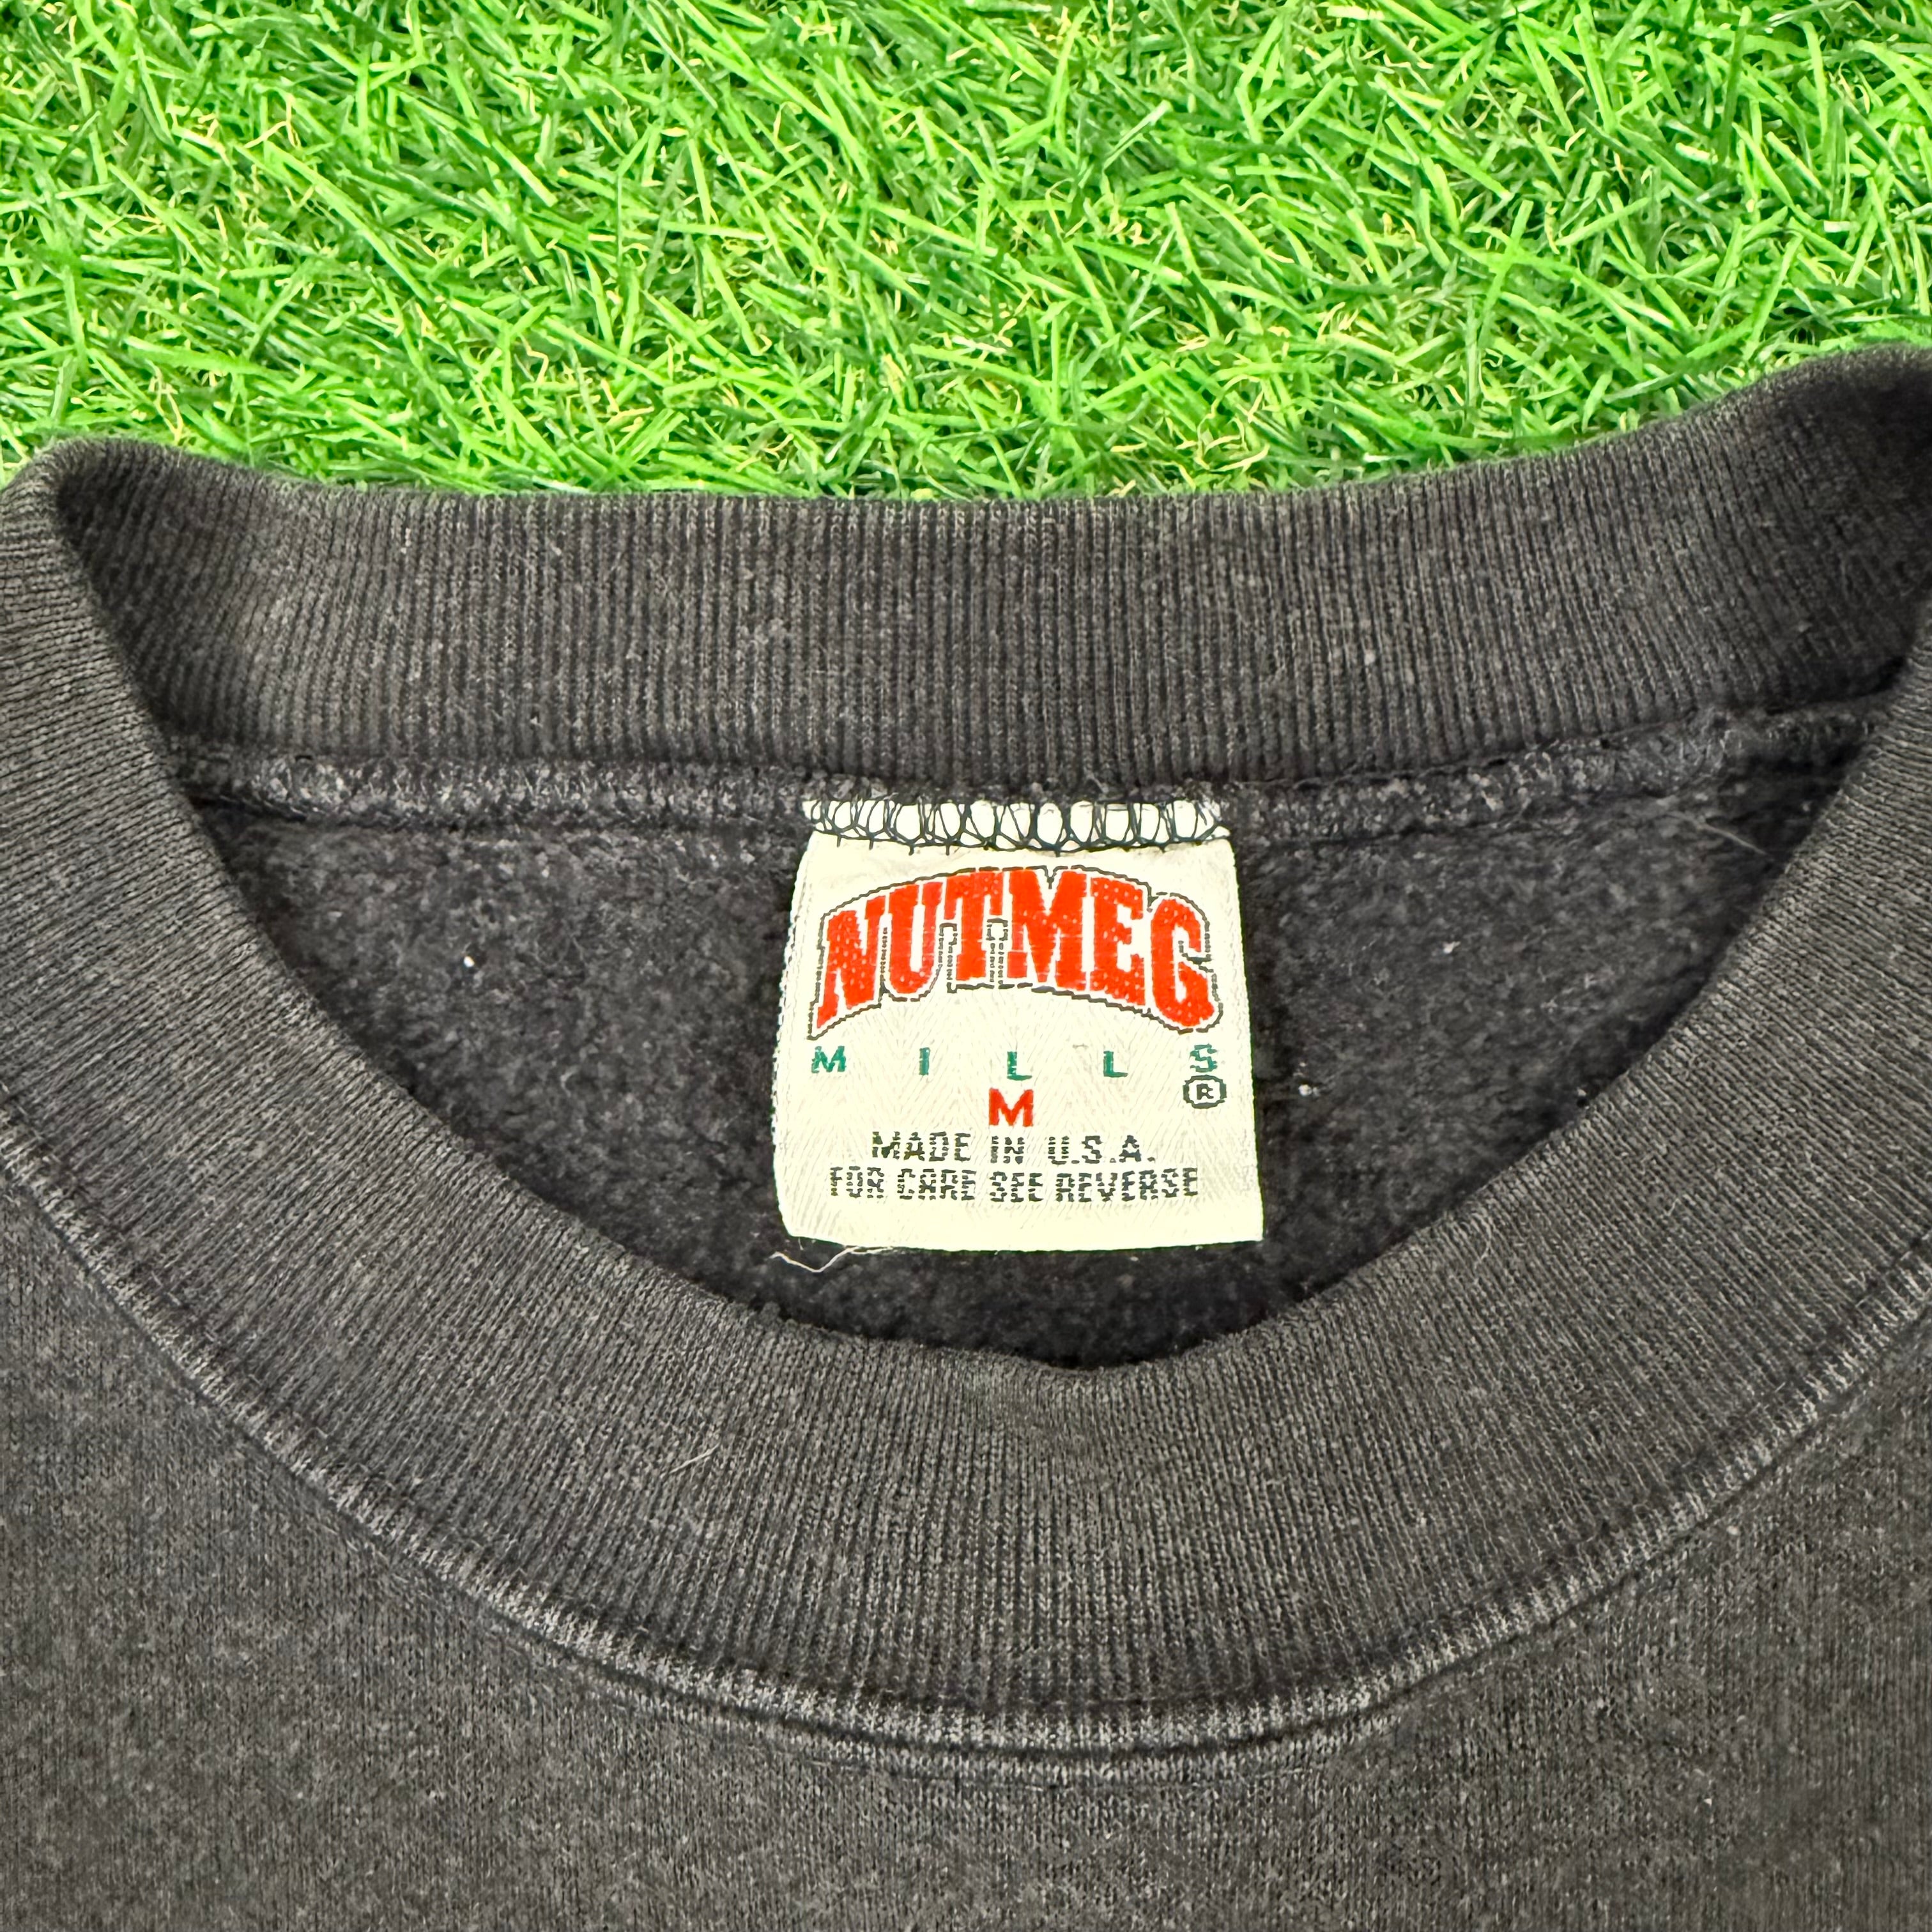 NUTMEG
MILLS
®
M
MADE IN U.S.A.
FOR CARE SEE REVERSE